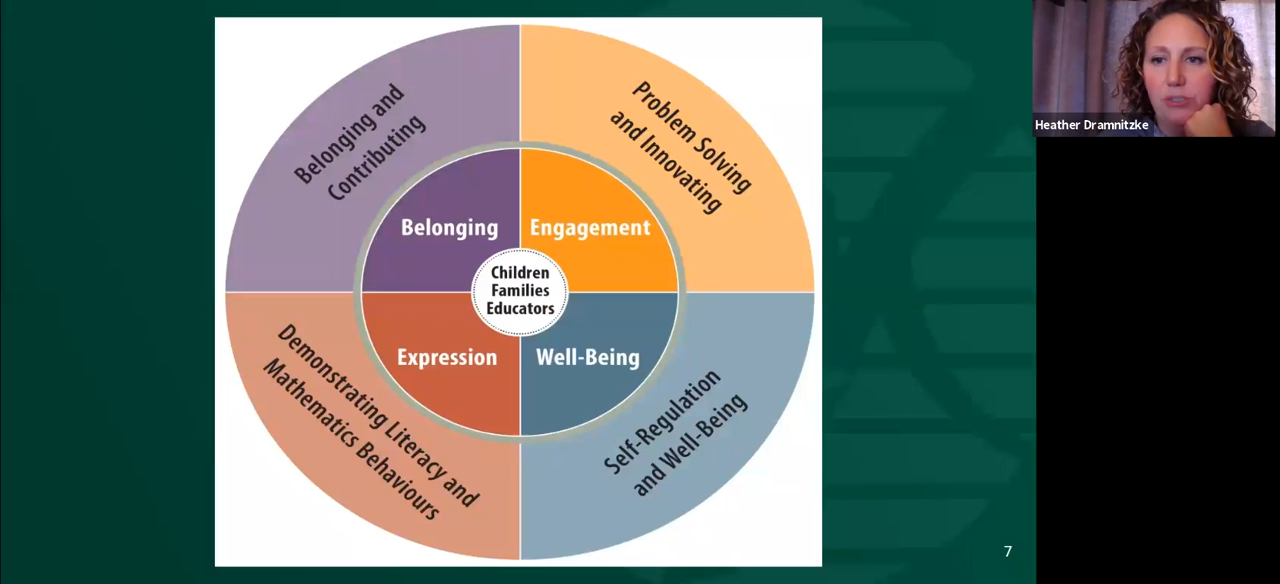 Belonging and
Contributing
Problem Solving
and Innovating
Belonging
Engagement
Children
Families
Educators
Expression
Well-Being
Demonstrating Literacy and
Mathematics Behaviours
Self-Regulation
and Well-Being
7
Heather Dramnitzke